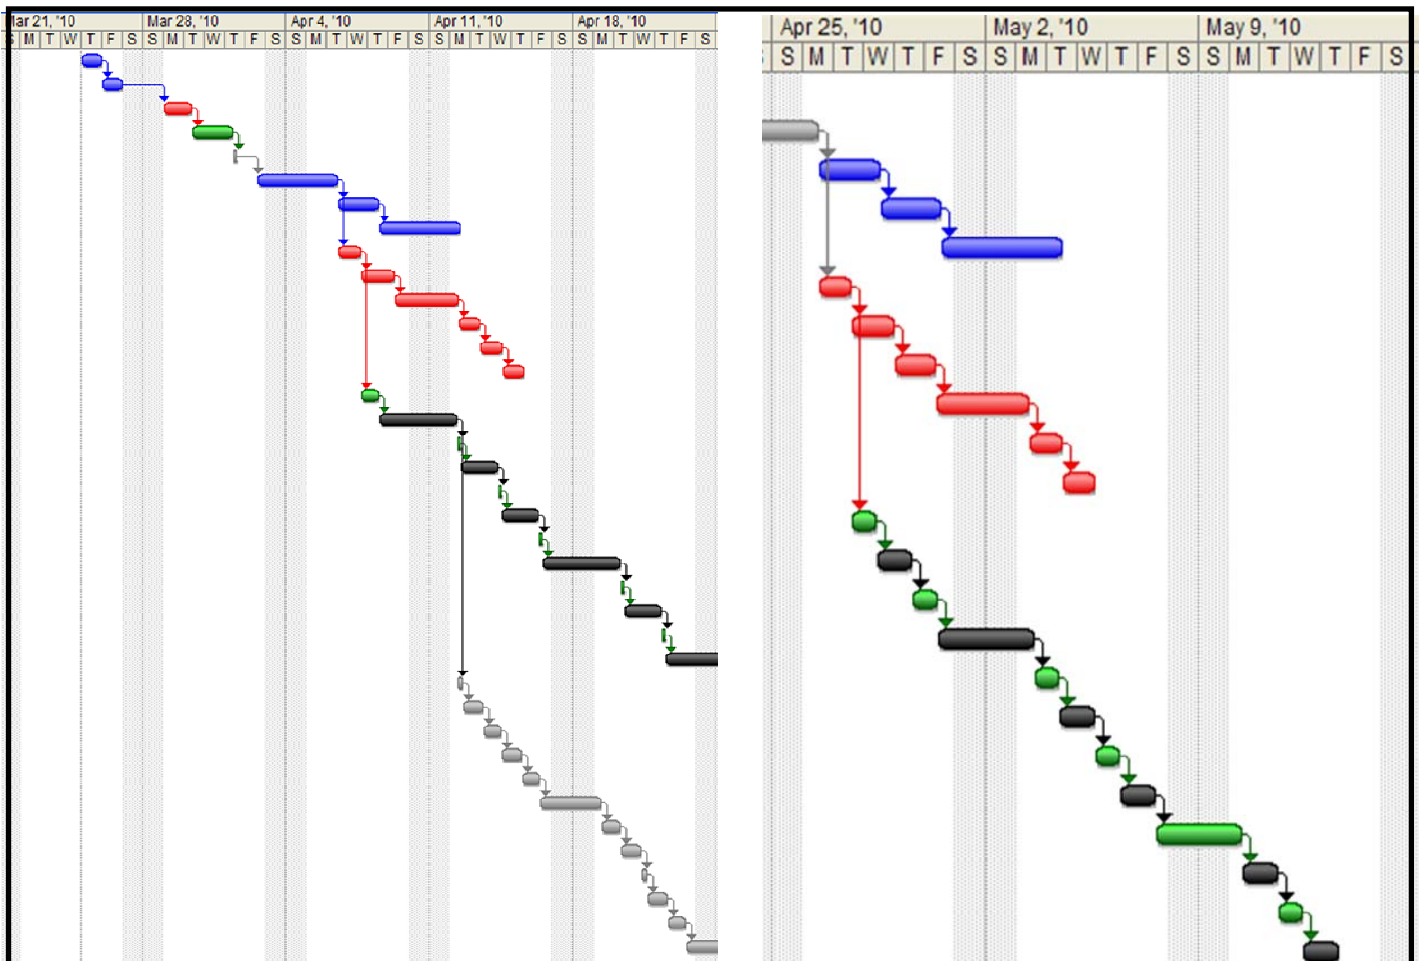 Mar 21, '10 Mar 28, '10 Apr 4, '10 Apr 11, '10 Apr 18, '10
S M T W T F S S M T W T F S S M T W T F S S M T W T F S S M T W T F S
Apr 25, '10 May 2, '10 May 9, '10
S M T W T F S S M T W T F S S M T W T F S